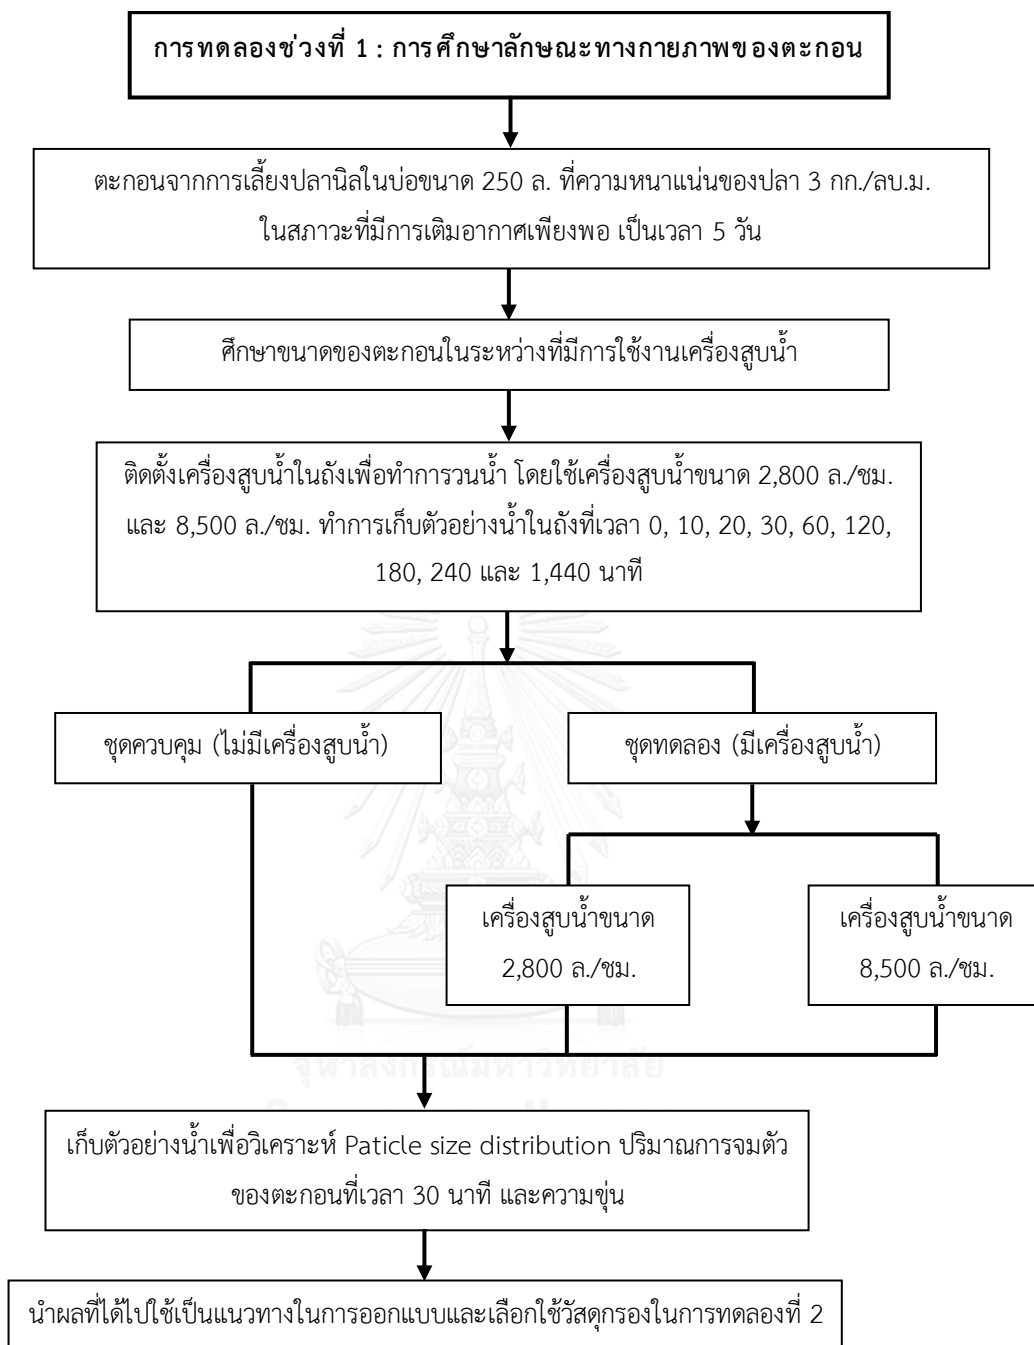 การทดลองช่วงที่ 1 : การศึกษาลักษณะทางกายภาพของตะกอน
ตะกอนจากการเลี้ยงปลานิลในบ่อขนาด 250 ล. ที่ความหนาแน่นของปลา 3 กก./ลบ.ม.
ในสภาวะที่มีการเติมอากาศเพียงพอ เป็นเวลา 5 วัน
ศึกษาขนาดของตะกอนในระหว่างที่มีการใช้งานเครื่องสูบน้ำ
ติดตั้งเครื่องสูบน้ำในถังเพื่อทำการวนน้ำ โดยใช้เครื่องสูบน้ำขนาด 2,800 ล./ชม.
และ 8,500 ล./ชม. ทำการเก็บตัวอย่างน้ำในถังที่เวลา 0, 10, 20, 30, 60, 120,
180, 240 และ 1,440 นาที
ชุดควบคุม (ไม่มีเครื่องสูบน้ำ)
ชุดทดลอง (มีเครื่องสูบน้ำ)
เครื่องสูบน้ำขนาด
2,800 ล./ชม.
เครื่องสูบน้ำขนาด
8,500 ล./ชม.
จุฬาลงกรณ์มหาวิทยาลัย
เก็บตัวอย่างน้ำเพื่อวิเคราะห์ Paticle size distribution ปริมาณการจมตัว
ของตะกอนที่เวลา 30 นาที และความขุ่น
นำผลที่ได้ไปใช้เป็นแนวทางในการออกแบบและเลือกใช้วัสดุกรองในการทดลองที่ 2